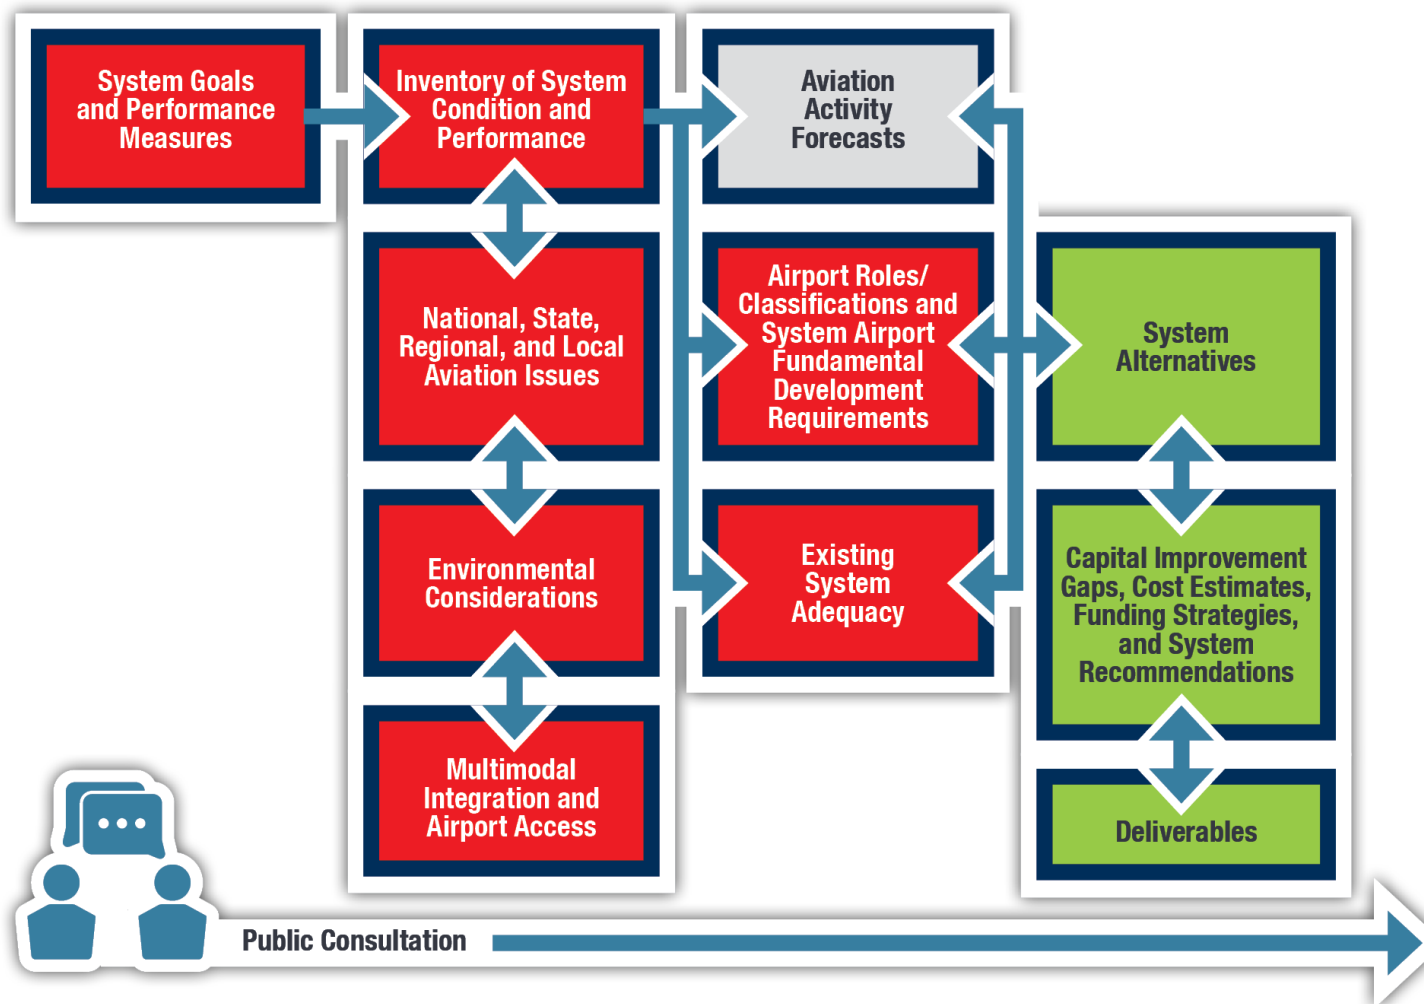 System Goals
and Performance
Measures
Inventory of System
Condition and
Performance
National, State,
Regional, and Local
Aviation Issues
Environmental
Considerations
Multimodal
Integration and
Airport Access
Aviation
Activity
Forecasts
Airport Roles/
Classifications and
System Airport
Fundamental
Development
Requirements
Existing
System
Adequacy
System
Alternatives
Capital Improvement
Gaps, Cost Estimates,
Funding Strategies,
and System
Recommendations
Deliverables
Public Consultation